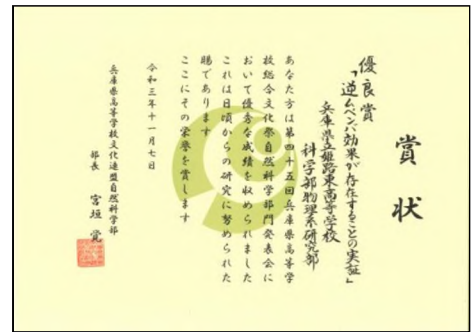 賞状
優良賞
「逆ムペンバ効果が存在することの実証」
兵庫県立姫路東高等学校
科学部物理系研究部
あなた方は第四十五回兵庫県高等学
校総合文化祭自然科学部門発表会に
おいて優秀な成績を収められました
これは日頃からの研究に努められた
賜であります
ここにその栄誉を賞します
令和三年十一月七日
兵庫県高等学校文化連盟自然科学部
部長 宮垣 覚